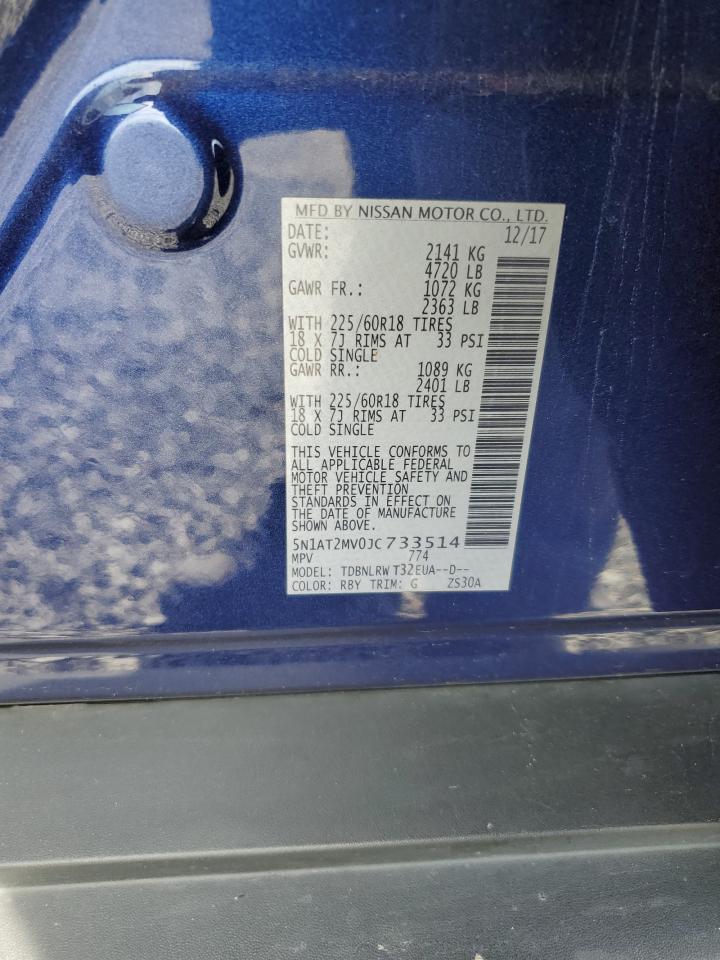 MFD BY NISSAN MOTOR CO., LTD.
DATE: 12/17
GVWR: 2141 KG
4720 LB
GAWR FR.: 1072 KG
2363 LB
WITH 225/60R18 TIRES
18 X 7J RIMS AT 33 PSI
COLD SINGLE
GAWR RR.: 1089 KG
2401 LB
WITH 225/60R18 TIRES
18 X 7J RIMS AT 33 PSI
COLD SINGLE
THIS VEHICLE CONFORMS TO
ALL APPLICABLE FEDERAL
MOTOR VEHICLE SAFETY AND
THEFT PREVENTION
STANDARDS IN EFFECT ON
THE DATE OF MANUFACTURE
SHOWN ABOVE.
5N1AT2MV0JC733514
MPV 774
MODEL: TDBNLRW T32EUA--D--
COLOR: RBY TRIM: G ZS30A